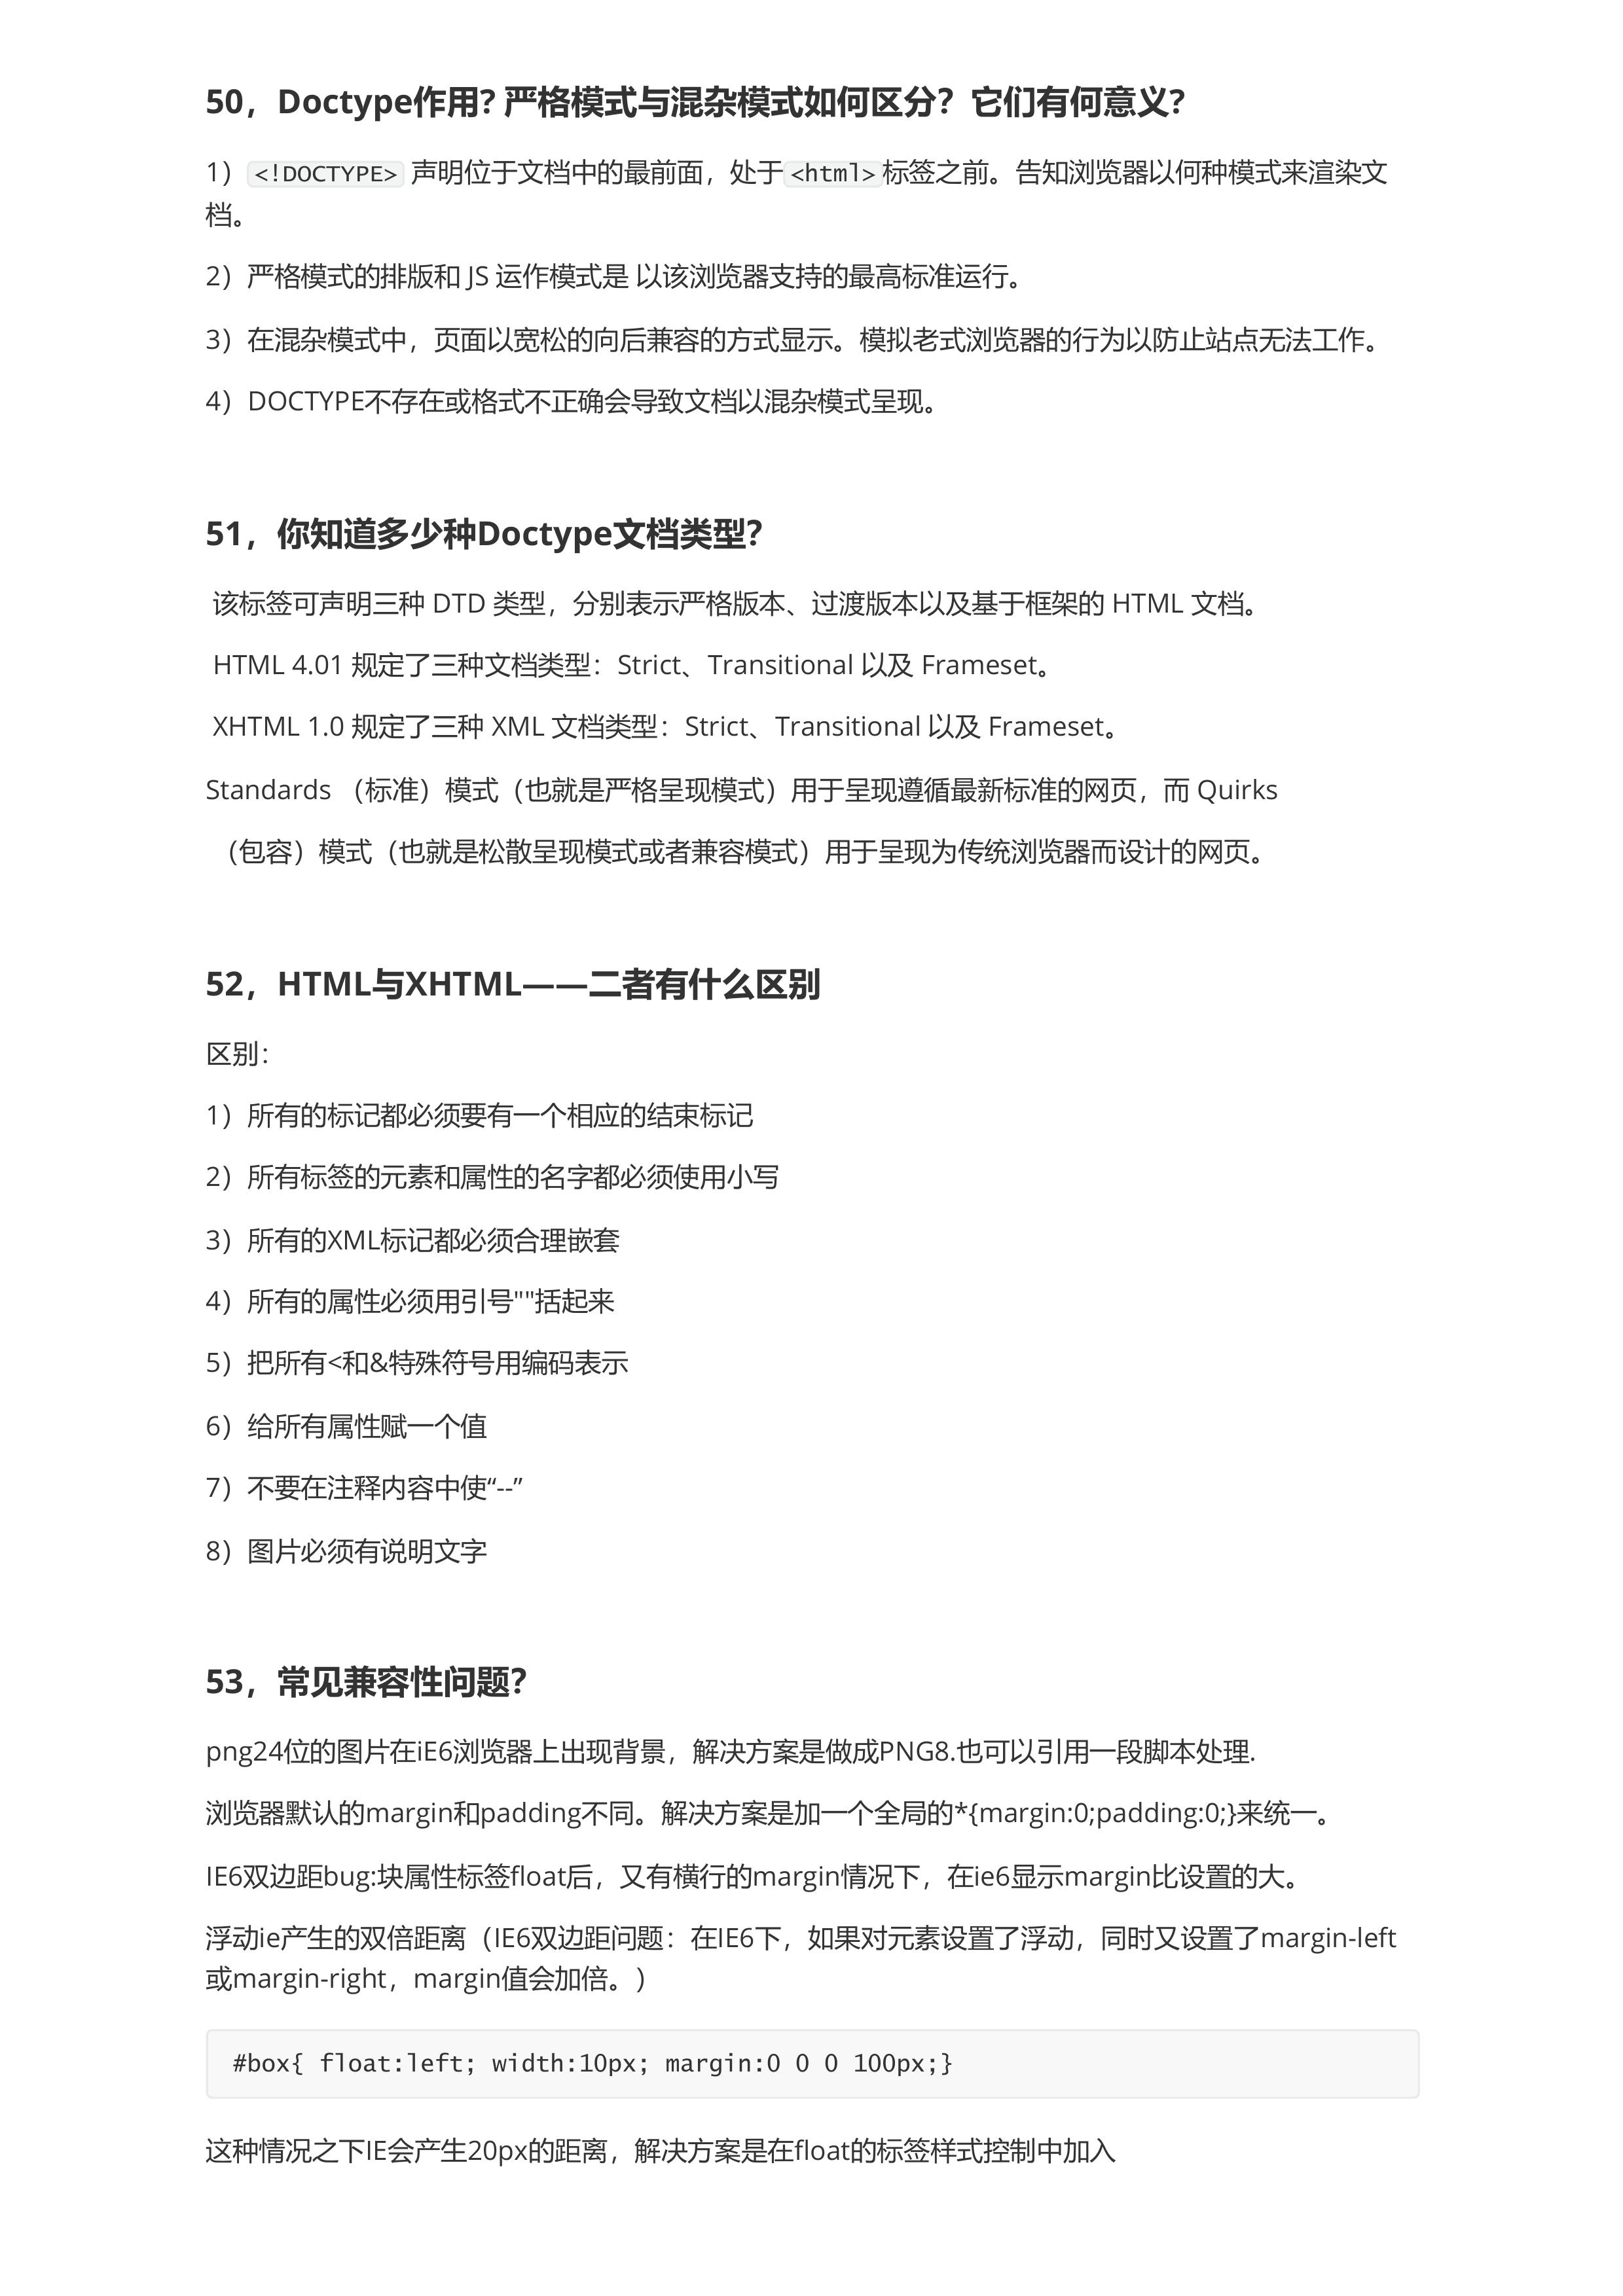 50，Doctype作用? 严格模式与混杂模式如何区分？它们有何意义?
1）<!DOCTYPE> 声明位于文档中的最前面，处于<html>标签之前。告知浏览器以何种模式来渲染文
档。
2）严格模式的排版和 JS 运作模式是 以该浏览器支持的最高标准运行。
3）在混杂模式中，页面以宽松的向后兼容的方式显示。模拟老式浏览器的行为以防止站点无法工作。
4）DOCTYPE不存在或格式不正确会导致文档以混杂模式呈现。
51，你知道多少种Doctype文档类型？
该标签可声明三种 DTD 类型，分别表示严格版本、过渡版本以及基于框架的 HTML 文档。
HTML 4.01 规定了三种文档类型：Strict、Transitional 以及 Frameset。
XHTML 1.0 规定了三种 XML 文档类型：Strict、Transitional 以及 Frameset。
Standards （标准）模式（也就是严格呈现模式）用于呈现遵循最新标准的网页，而 Quirks
（包容）模式（也就是松散呈现模式或者兼容模式）用于呈现为传统浏览器而设计的网页。
52，HTML与XHTML——二者有什么区别
区别：
1）所有的标记都必须要有一个相应的结束标记
2）所有标签的元素和属性的名字都必须使用小写
3）所有的XML标记都必须合理嵌套
4）所有的属性必须用引号""括起来
5）把所有<和&特殊符号用编码表示
6）给所有属性赋一个值
7）不要在注释内容中使“--”
8）图片必须有说明文字
53，常见兼容性问题？
png24位的图片在iE6浏览器上出现背景，解决方案是做成PNG8.也可以引用一段脚本处理.
浏览器默认的margin和padding不同。解决方案是加一个全局的*{margin:0;padding:0;}来统一。
IE6双边距bug:块属性标签float后，又有横行的margin情况下，在ie6显示margin比设置的大。
浮动ie产生的双倍距离（IE6双边距问题：在IE6下，如果对元素设置了浮动，同时又设置了margin-left
或margin-right，margin值会加倍。）
#box{ float:left; width:10px; margin:0 0 0 100px;}
这种情况之下IE会产生20px的距离，解决方案是在float的标签样式控制中加入